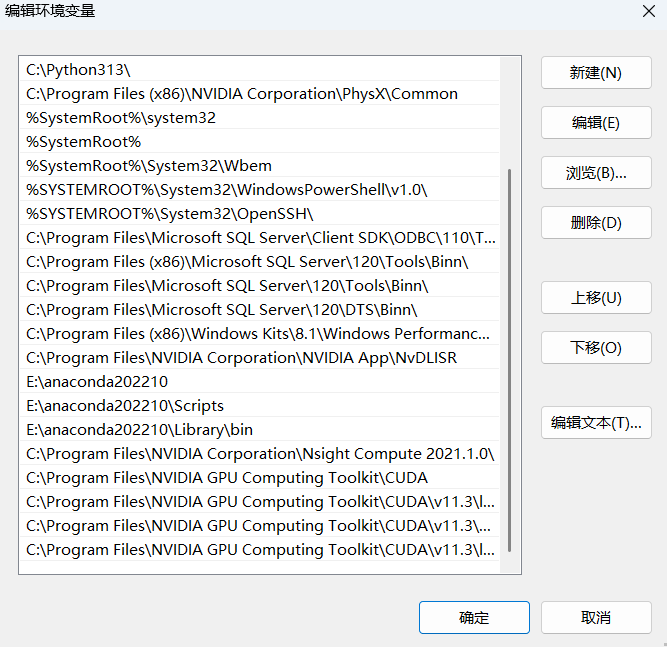 编辑环境变量
C:\Python313\
C:\Program Files (x86)\NVIDIA Corporation\PhysX\Common
%SystemRoot%\system32
%SystemRoot%
%SystemRoot%\System32\Wbem
%SYSTEMROOT%\System32\WindowsPowerShell\v1.0\
%SYSTEMROOT%\System32\OpenSSH\
C:\Program Files\Microsoft SQL Server\Client SDK\ODBC\110\T...
C:\Program Files (x86)\Microsoft SQL Server\120\Tools\Binn\
C:\Program Files\Microsoft SQL Server\120\Tools\Binn\
C:\Program Files\Microsoft SQL Server\120\DTS\Binn\
C:\Program Files (x86)\Windows Kits\8.1\Windows Performanc...
C:\Program Files\NVIDIA Corporation\NVIDIA App\NvDLISR
E:\anaconda202210
E:\anaconda202210\Scripts
E:\anaconda202210\Library\bin
C:\Program Files\NVIDIA Corporation\Nsight Compute 2021.1.0\
C:\Program Files\NVIDIA GPU Computing Toolkit\CUDA
C:\Program Files\NVIDIA GPU Computing Toolkit\CUDA\v11.3\l...
C:\Program Files\NVIDIA GPU Computing Toolkit\CUDA\v11.3\...
C:\Program Files\NVIDIA GPU Computing Toolkit\CUDA\v11.3\l...
新建(N)
编辑(E)
浏览(B)...
删除(D)
上移(U)
下移(O)
编辑文本(T)...
确定
取消